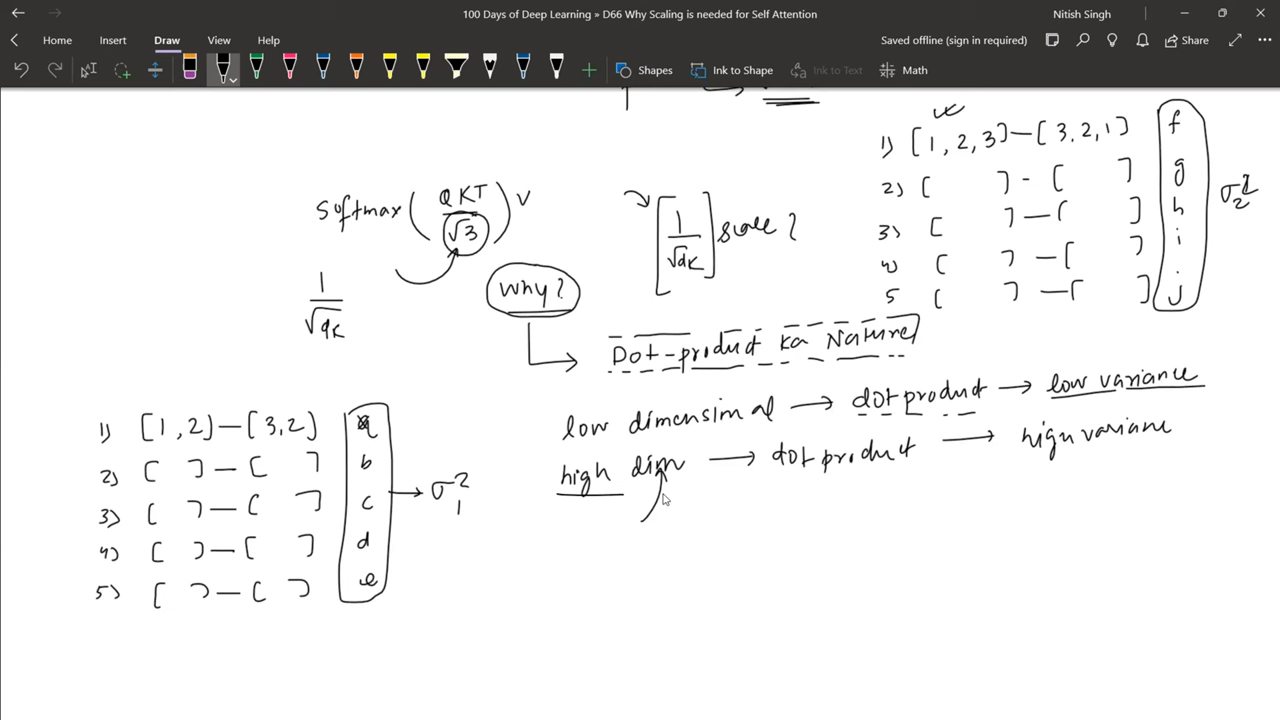 100 Days of Deep Learning » D66 Why Scaling is needed for Self Attention
Nitish Singh
Home Insert Draw View Help
Saved offline (sign in required)
Share
Shapes
Ink to Shape
Ink to Text
Math
1) [1, 2, 3] — [3, 2, 1] f
2) [ ] - [ ] g
3) [ ] — [ ] h
4) [ ] — [ ] i
5 [ ] — [ ] j
σ²₂
Softmax ( QKT / √3 ) V
[ 1 / √dk ] scale ?
1 / √dk
Why?
Dot-product ka Nature
low dimensional → dot product → low variance
high dim → dot product → high variance
1) [1, 2] — [3, 2] a
2) [ ] — [ ] b
3) [ ] — [ ] c
4) [ ] — [ ] d
5) [ ] — [ ] e
→ σ²₁